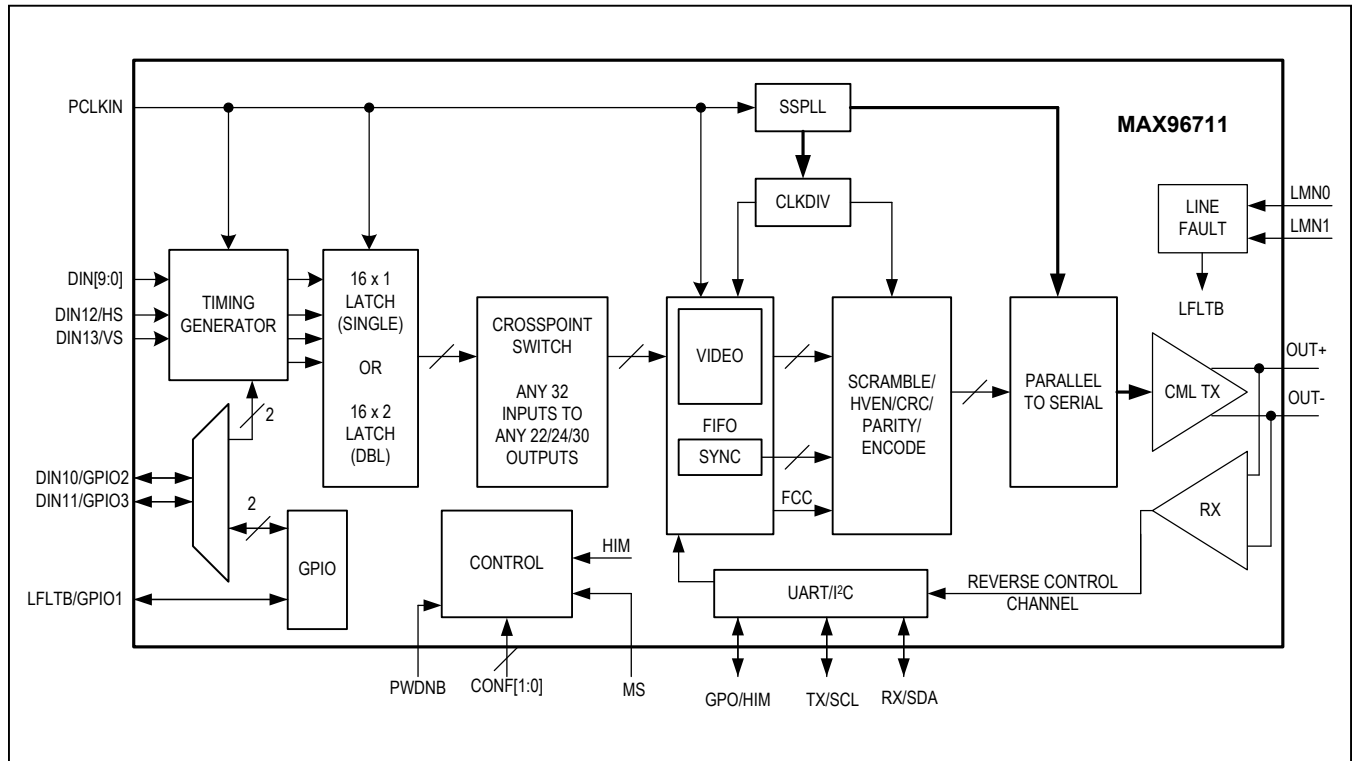 PCLKIN
SSPLL
MAX96711
CLKDIV
LINE
FAULT
LMN0
LMN1
LFLTB
DIN[9:0]
DIN12/HS
DIN13/VS
TIMING
GENERATOR
16 x 1
LATCH
(SINGLE)
OR
16 x 2
LATCH
(DBL)
CROSSPOINT
SWITCH
ANY 32
INPUTS TO
ANY 22/24/30
OUTPUTS
VIDEO
FIFO
SYNC
FCC
SCRAMBLE/
HVEN/CRC/
PARITY/
ENCODE
PARALLEL
TO SERIAL
CML TX
OUT+
OUT-
RX
2
DIN10/GPIO2
DIN11/GPIO3
2
GPIO
LFLTB/GPIO1
CONTROL
HIM
UART/I²C
REVERSE CONTROL
CHANNEL
PWDNB
CONF[1:0]
MS
GPO/HIM
TX/SCL
RX/SDA